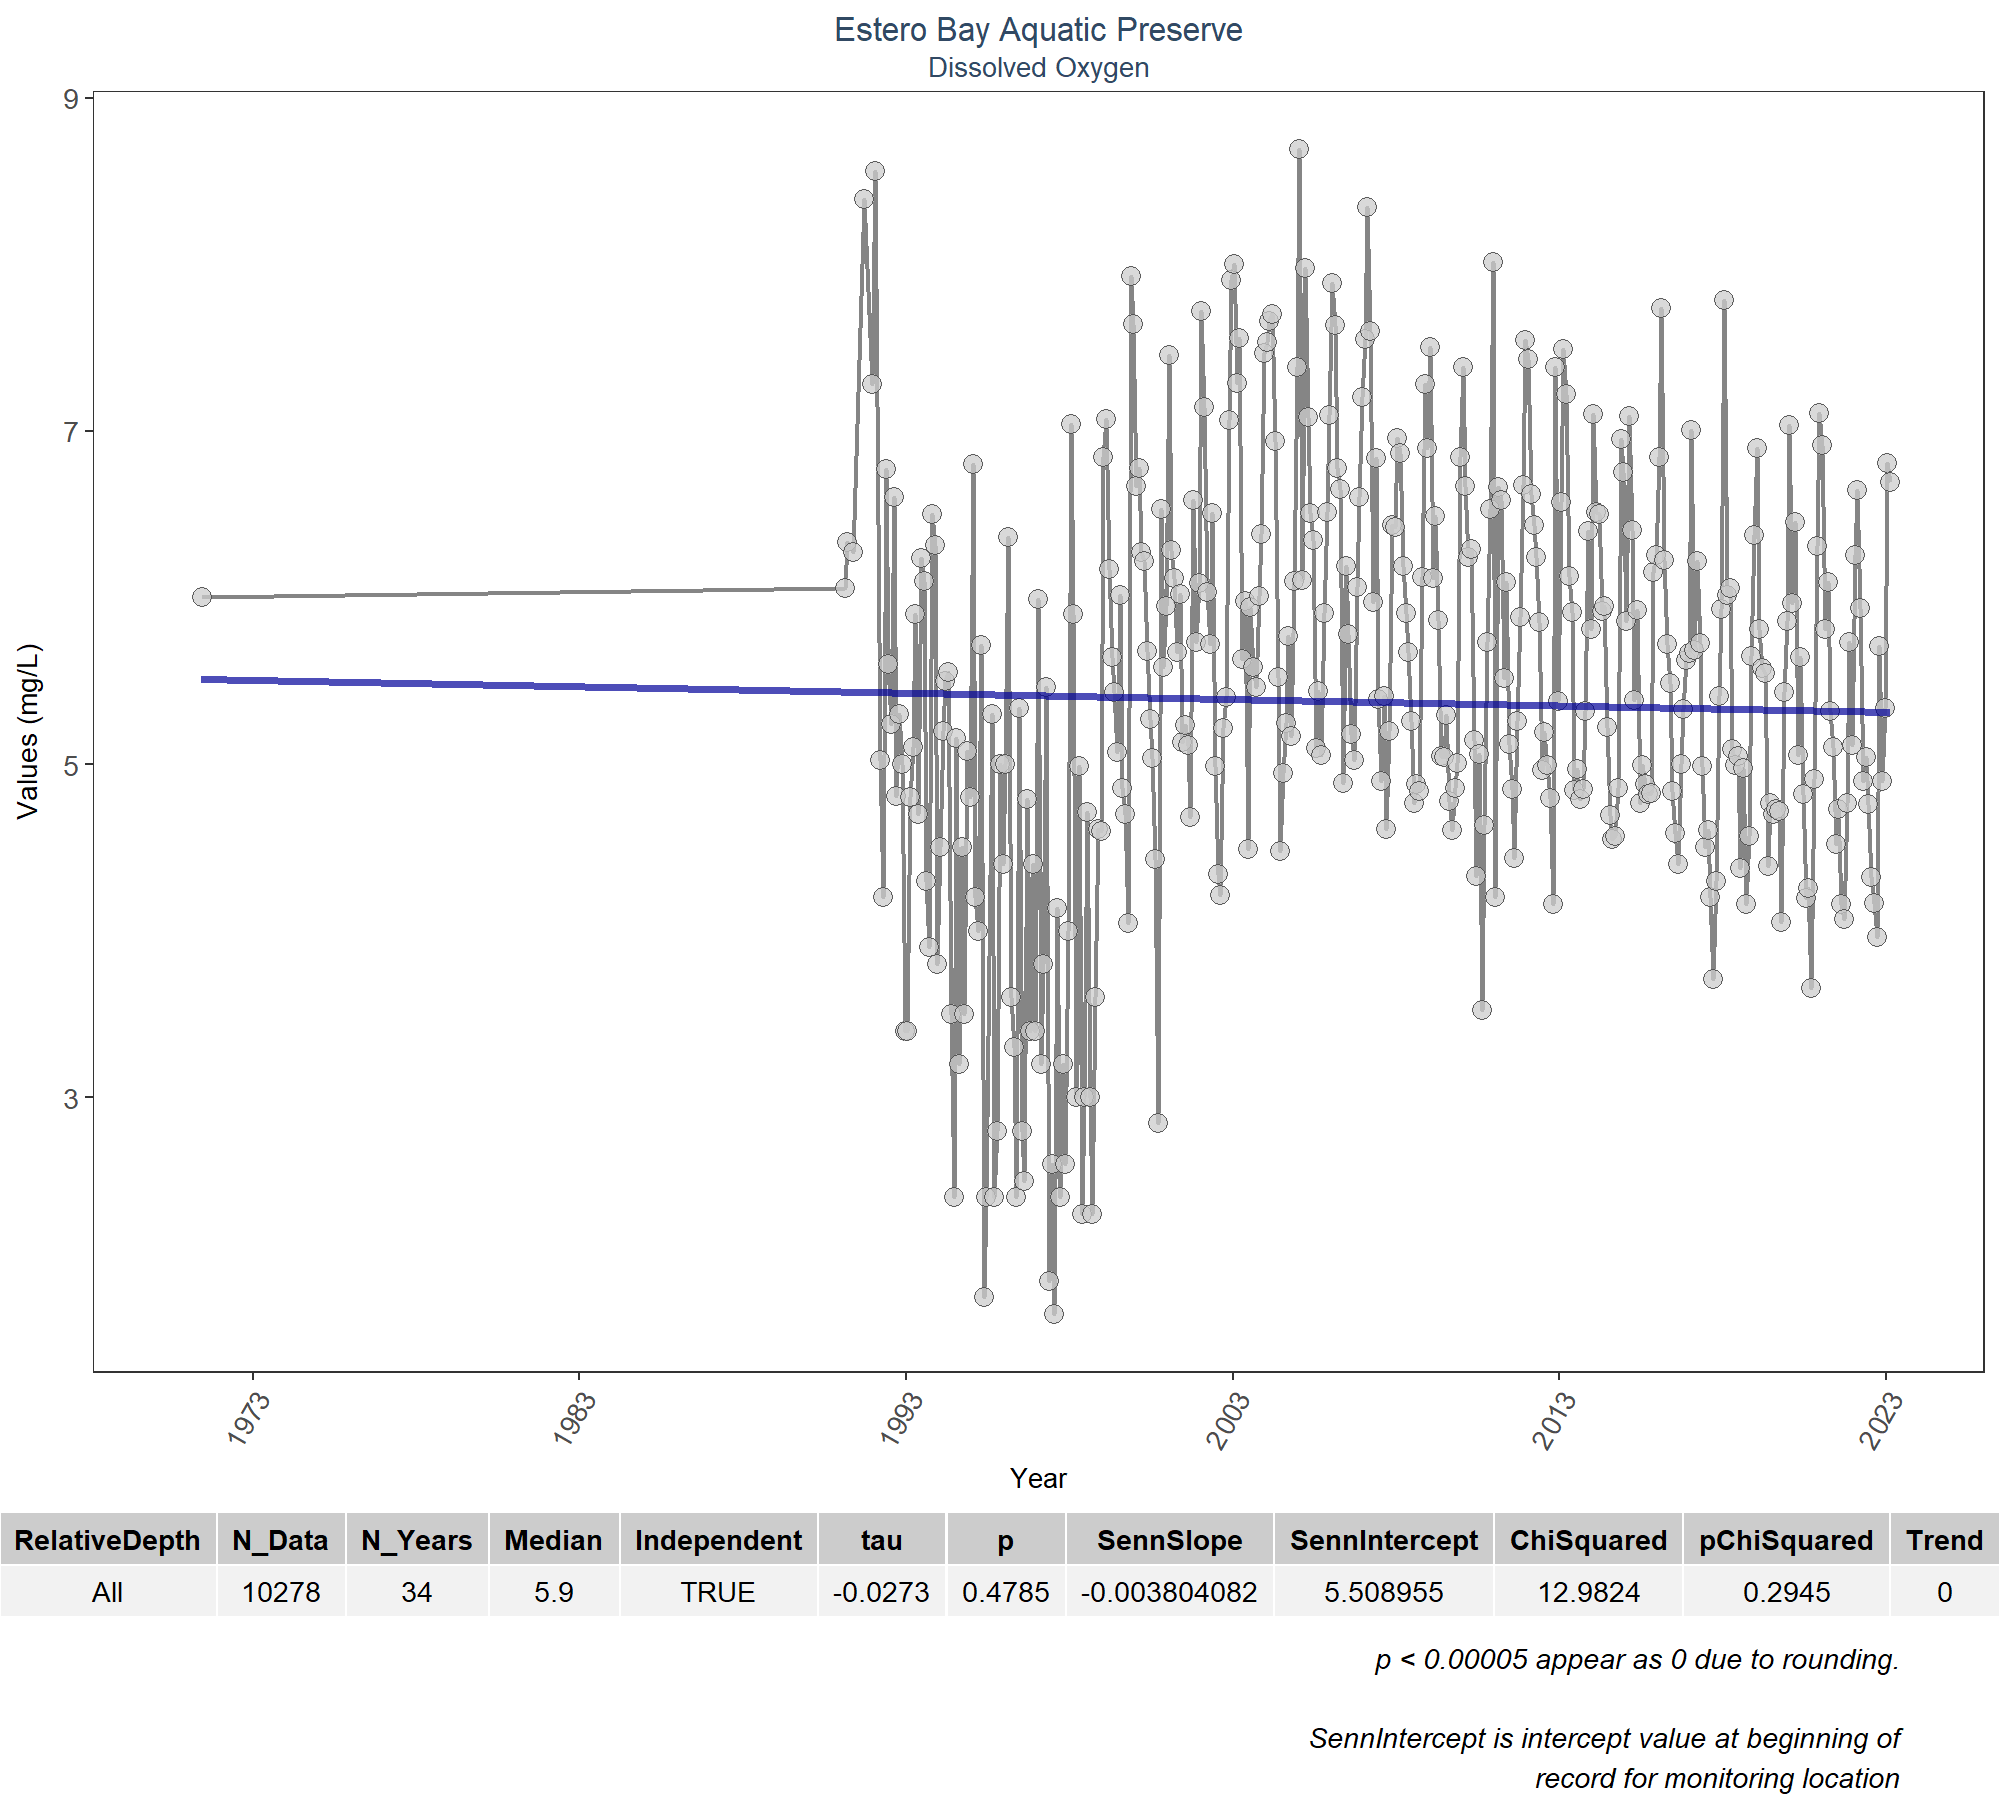 Estero Bay Aquatic Preserve
Dissolved Oxygen
9
7
5
3
Values (mg/L)
1973
1983
1993
2003
2013
2023
Year
RelativeDepth N_Data N_Years Median Independent tau p SennSlope SennIntercept ChiSquared pChiSquared Trend
All 10278 34 5.9 TRUE -0.0273 0.4785 -0.003804082 5.508955 12.9824 0.2945 0
p < 0.00005 appear as 0 due to rounding.
SennIntercept is intercept value at beginning of
record for monitoring location